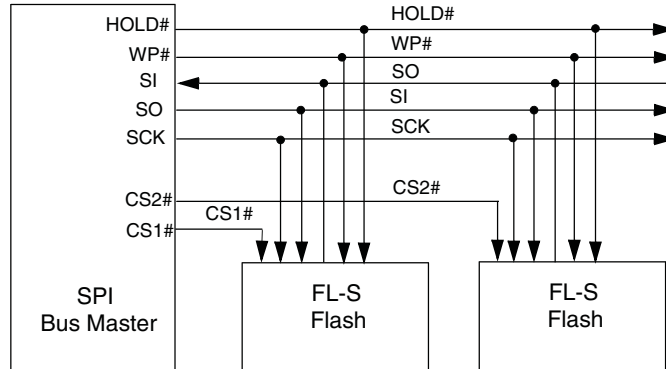 HOLD#
HOLD#
WP#
WP#
SI
SO
SO
SI
SCK
SCK
CS2#
CS2#
CS1#
CS1#
SPI
Bus Master
FL-S
Flash
FL-S
Flash